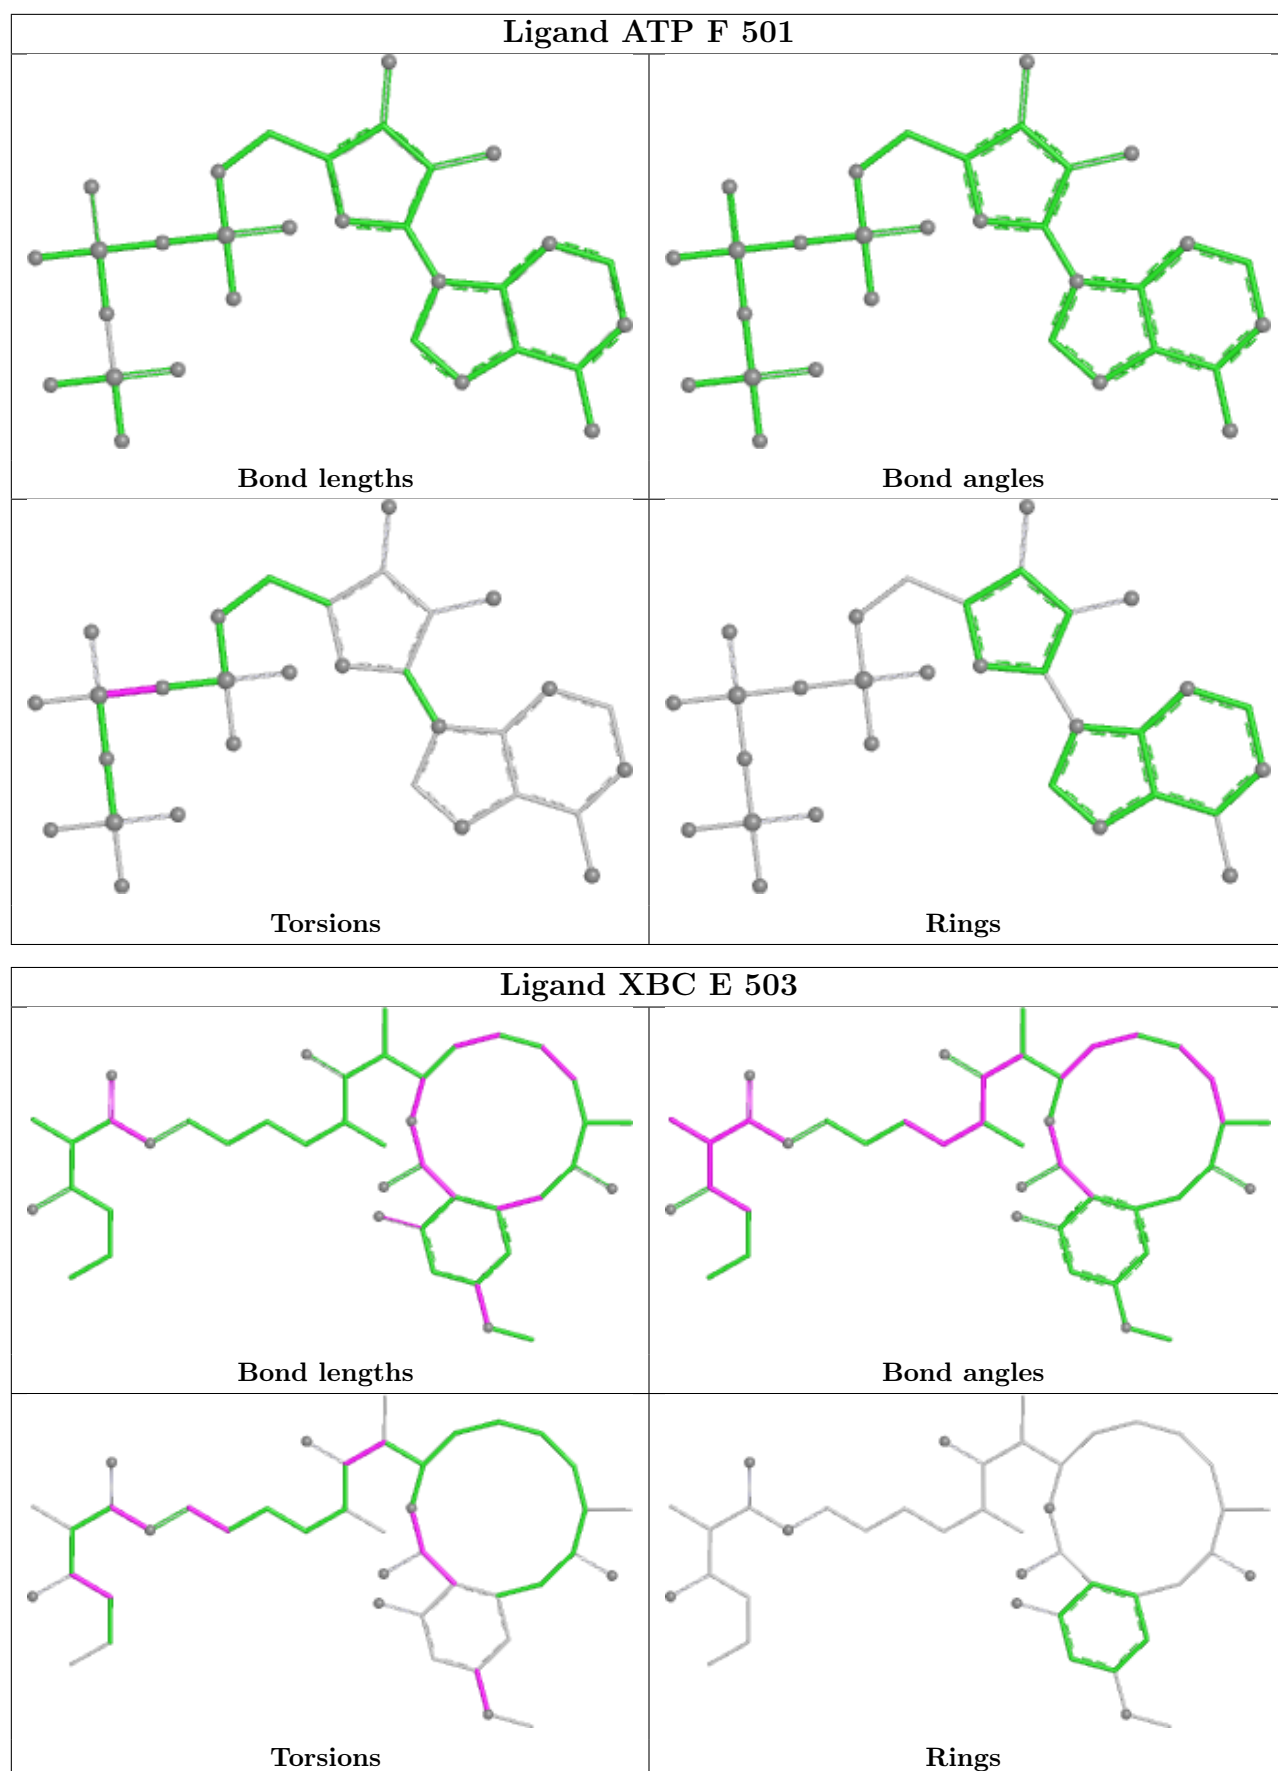 Ligand ATP F 501
Bond lengths
Bond angles
Torsions
Rings
Ligand XBC E 503
Bond lengths
Bond angles
Torsions
Rings